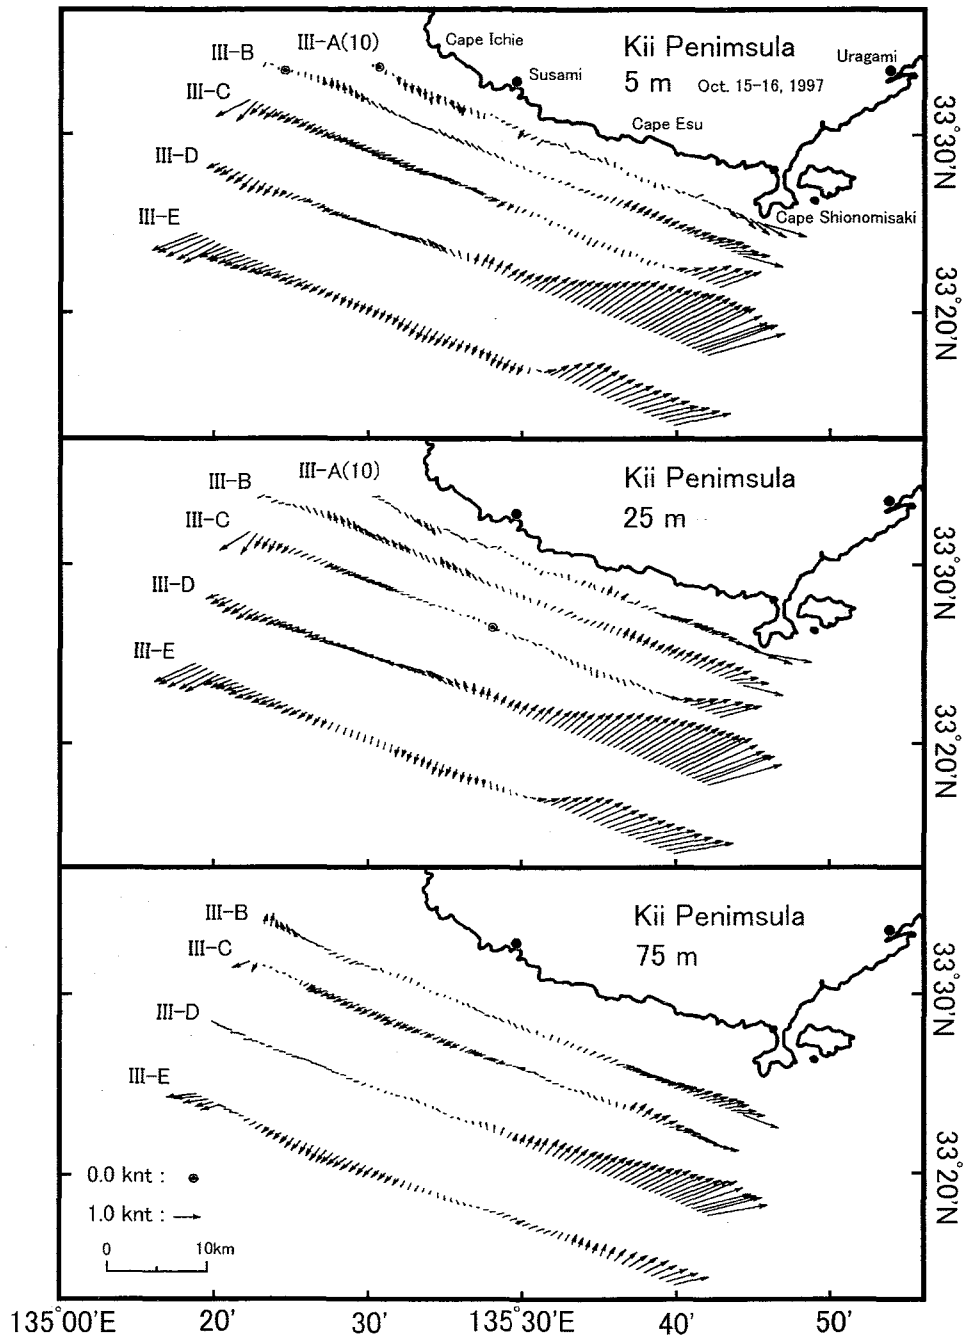 III-B
III-A(10)
Cape Ichie
Kii Penimsula
Uragami
Susami
5 m Oct. 15-16, 1997
III-C
Cape Esu
33°30'N
III-D
III-E
Cape Shionomisaki
33°20'N
III-B
III-A(10)
Kii Penimsula
25 m
III-C
33°30'N
III-D
III-E
33°20'N
III-B
Kii Penimsula
75 m
III-C
33°30'N
III-D
III-E
33°20'N
0.0 knt :
1.0 knt :
0 10km
135°00'E 20' 30' 135°30'E 40' 50'